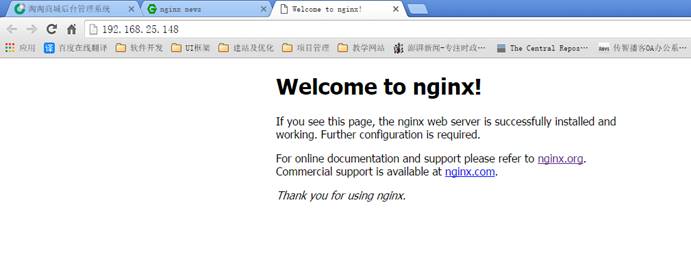 淘淘商城后台管理系统 nginx news Welcome to nginx!
192.168.25.148
应用 百度在线翻译 软件开发 UI框架 建站及优化 项目管理 教学网站 澎湃新闻-专注时政… The Central Repos… 传智播客OA办公系…
Welcome to nginx!
If you see this page, the nginx web server is successfully installed and
working. Further configuration is required.
For online documentation and support please refer to nginx.org.
Commercial support is available at nginx.com.
Thank you for using nginx.